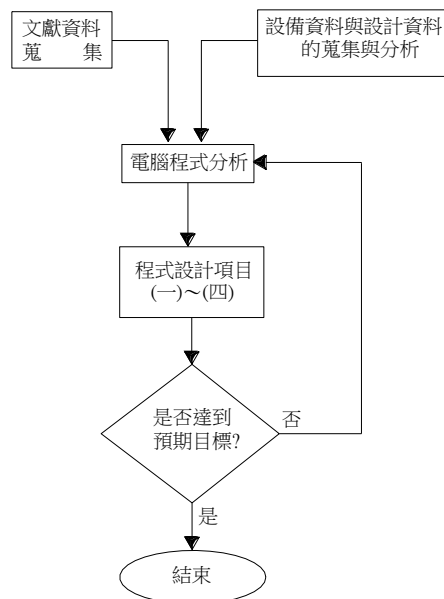 文獻資料
蒐 集
設備資料與設計資料
的蒐集與分析
電腦程式分析
程式設計項目
(一)～(四)
是否達到
預期目標?
否
是
結束